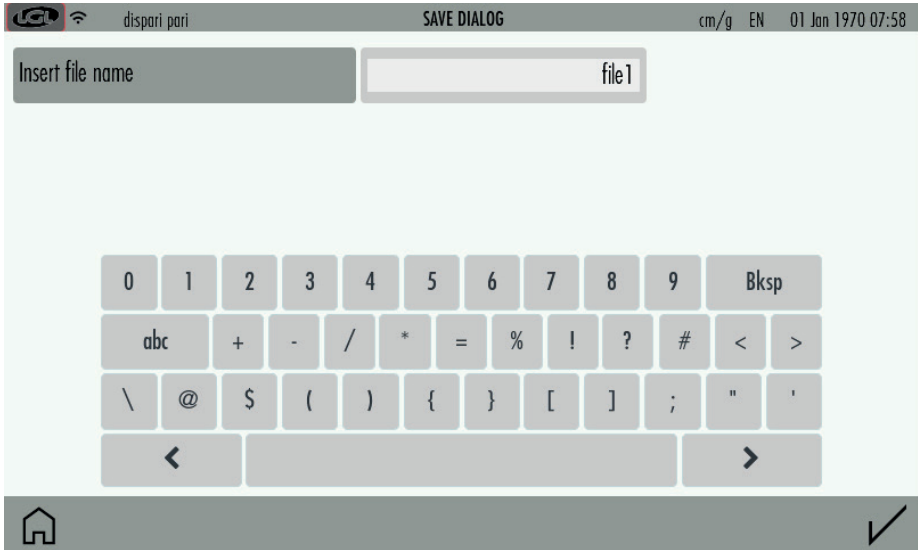 LGL dispari pari SAVE DIALOG cm/g EN 01 Jan 1970 07:58
Insert file name file1
0 1 2 3 4 5 6 7 8 9 Bksp
abc + - / * = % ! ? # < >
\ @ $ ( ) { } [ ] ; " '